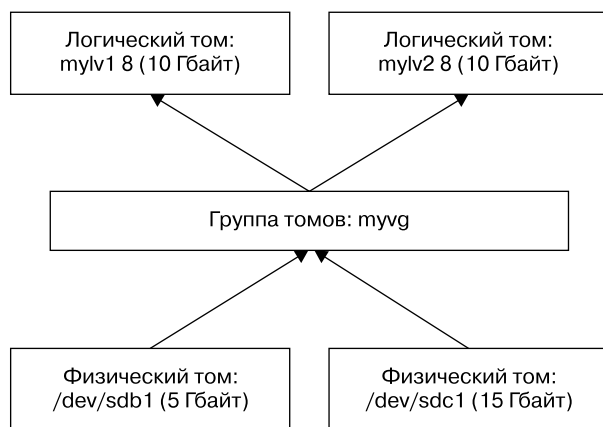 Логический том:
mylv1 8 (10 Гбайт)
Логический том:
mylv2 8 (10 Гбайт)
Группа томов: myvg
Физический том:
/dev/sdb1 (5 Гбайт)
Физический том:
/dev/sdc1 (15 Гбайт)